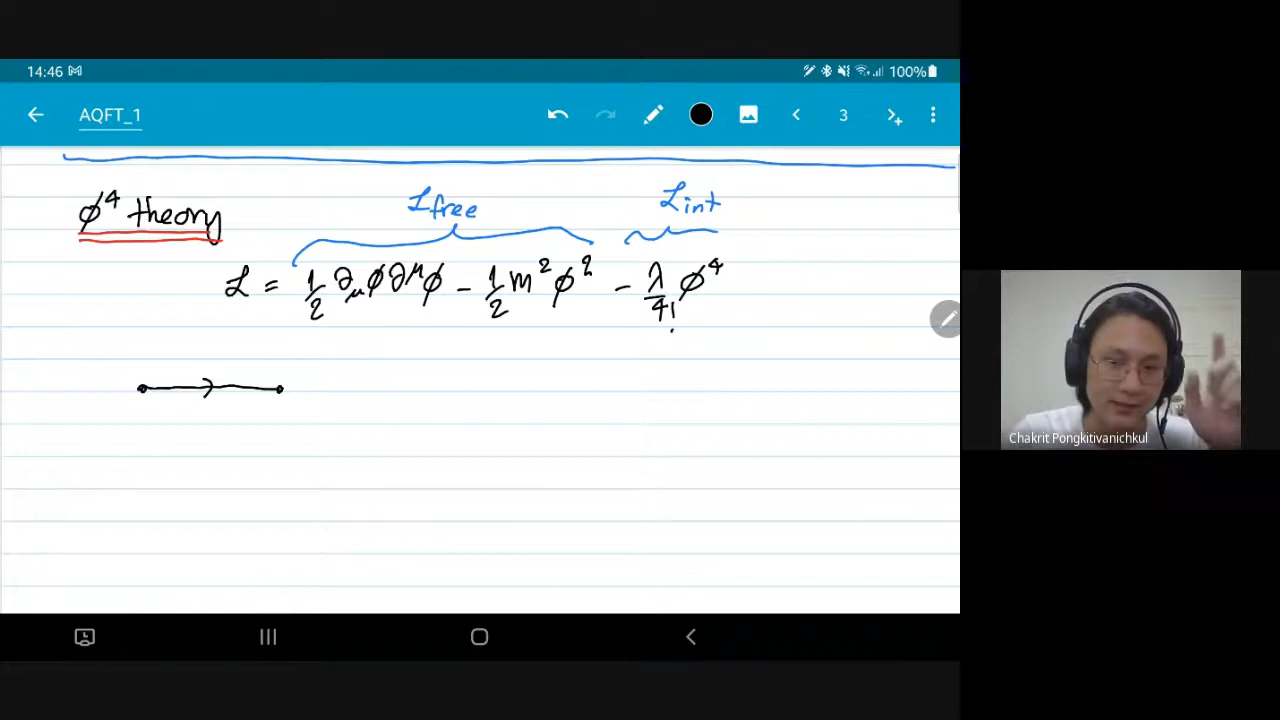 14:46 100%
AQFT_1 3
ϕ⁴ theory
ℒfree ℒint
ℒ = 1/2 ∂μϕ∂^μϕ − 1/2 m²ϕ² − λ/4! ϕ⁴
Chakrit Pongkitivanichkul